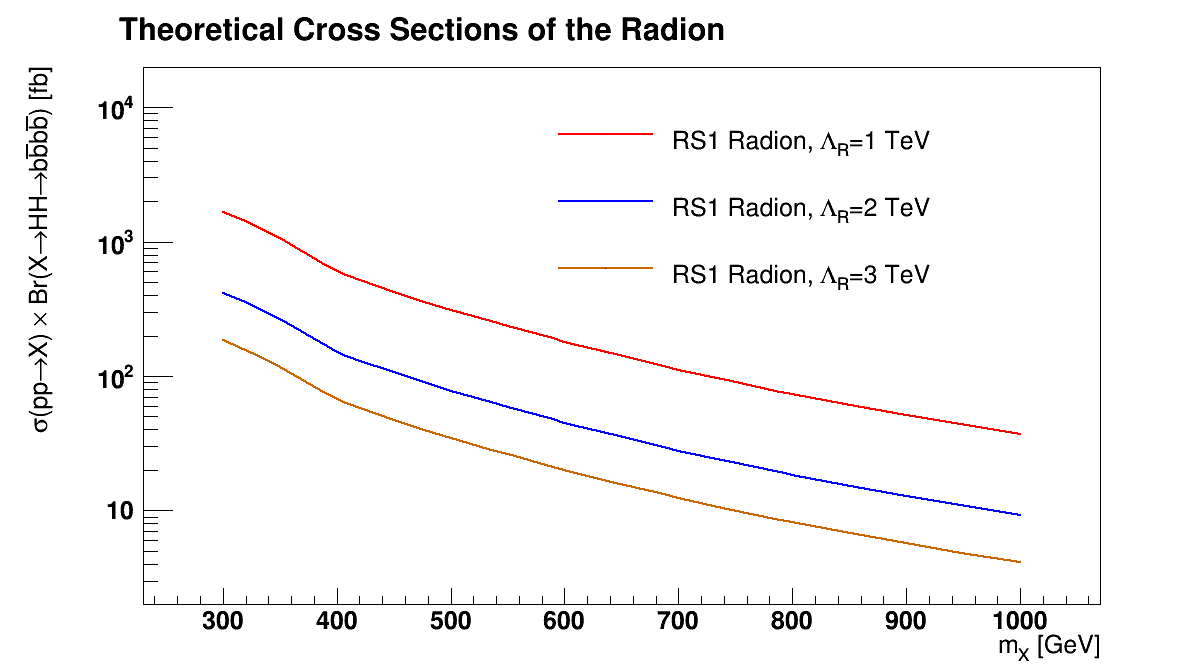 Theoretical Cross Sections of the Radion
σ(pp→X) × Br(X→HH→bb̅bb̅) [fb]
10⁴
10³
10²
10
RS1 Radion, Λ_R=1 TeV
RS1 Radion, Λ_R=2 TeV
RS1 Radion, Λ_R=3 TeV
300 400 500 600 700 800 900 1000
m_X [GeV]